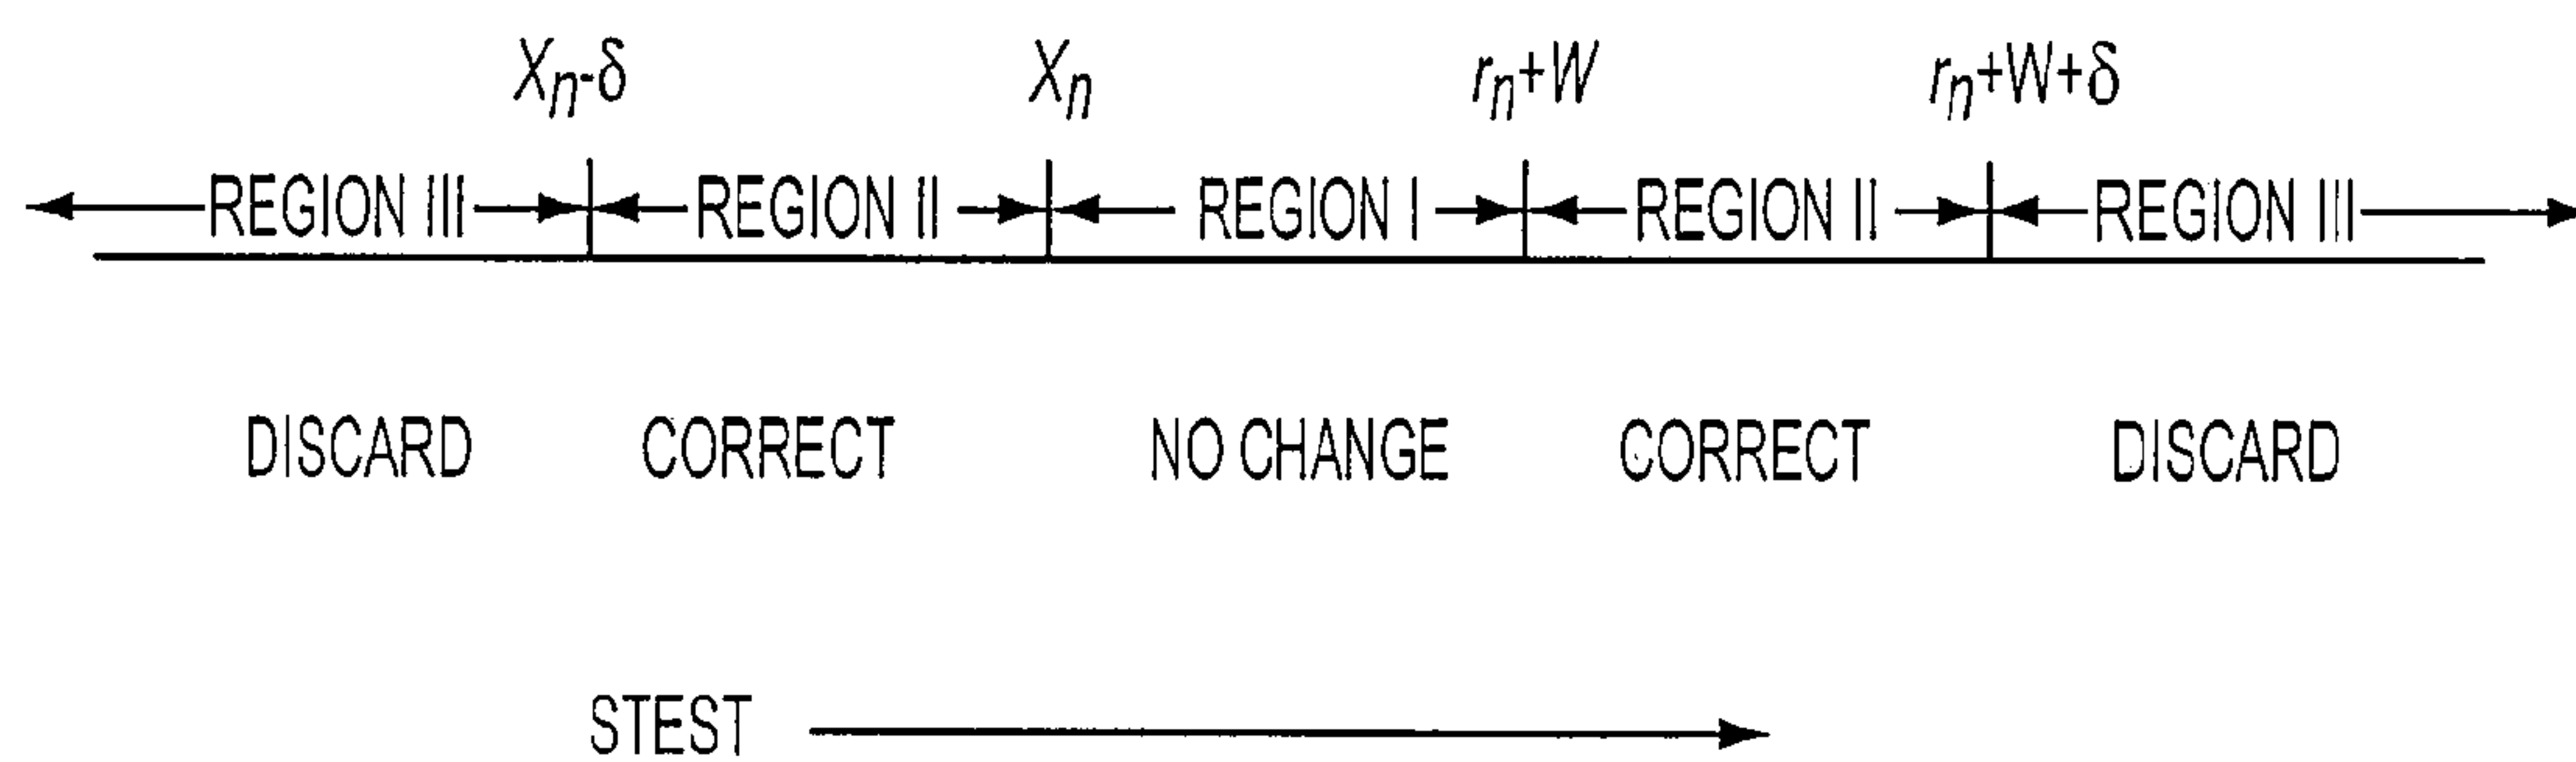 Xn-δ Xn rn+W rn+W+δ
REGION III REGION II REGION I REGION II REGION III
DISCARD CORRECT NO CHANGE CORRECT DISCARD
STEST